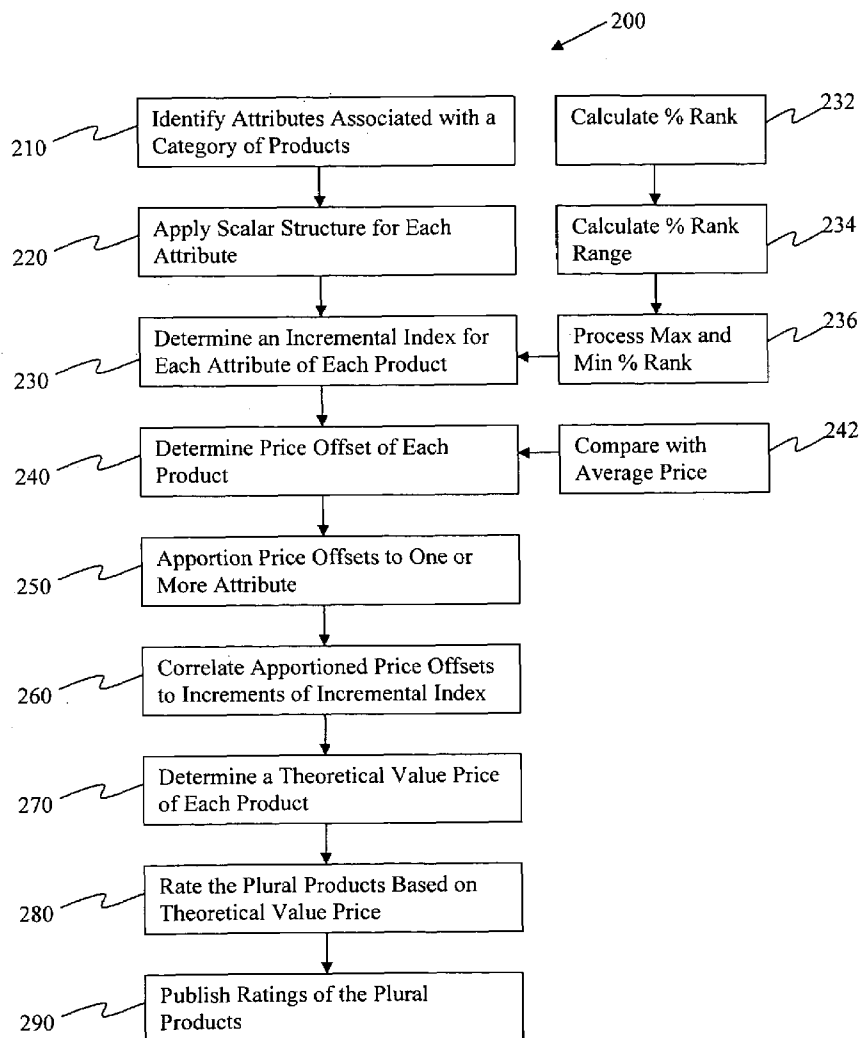 200
210
Identify Attributes Associated with a
Category of Products
Calculate % Rank
232
220
Apply Scalar Structure for Each
Attribute
Calculate % Rank
Range
234
230
Determine an Incremental Index for
Each Attribute of Each Product
Process Max and
Min % Rank
236
240
Determine Price Offset of Each
Product
Compare with
Average Price
242
250
Apportion Price Offsets to One or
More Attribute
260
Correlate Apportioned Price Offsets
to Increments of Incremental Index
270
Determine a Theoretical Value Price
of Each Product
280
Rate the Plural Products Based on
Theoretical Value Price
290
Publish Ratings of the Plural
Products